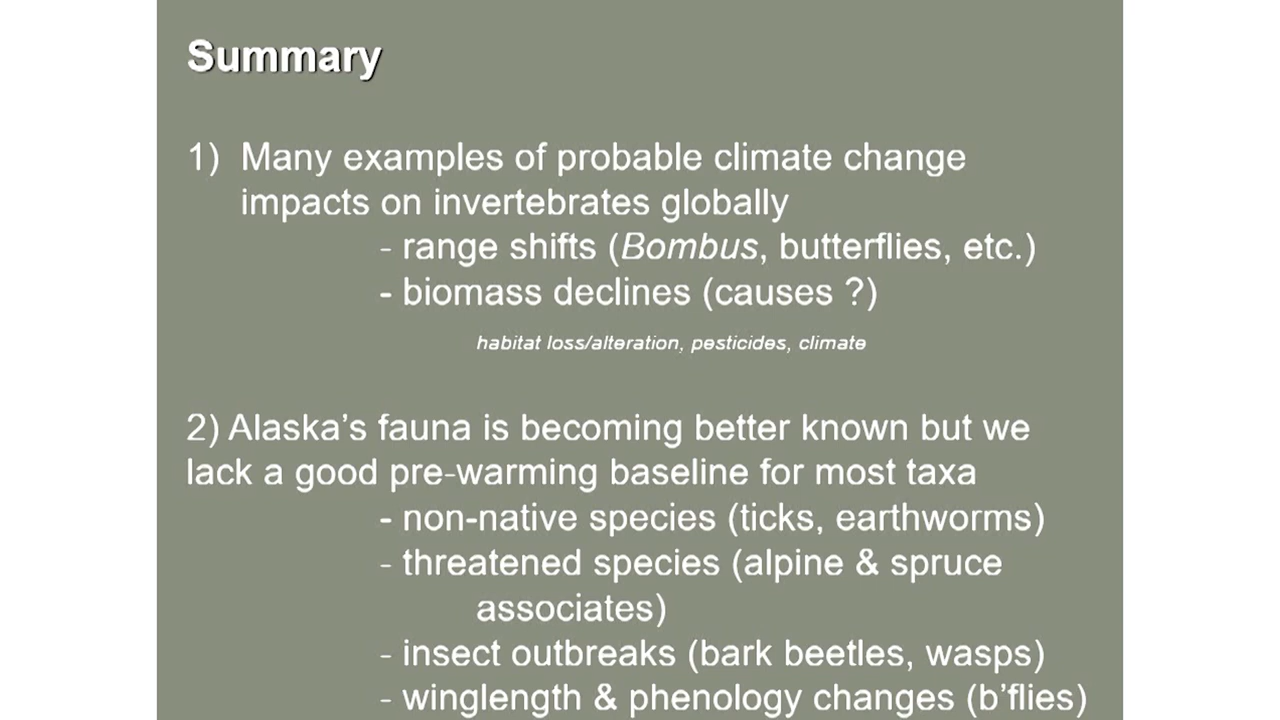 Summary
1) Many examples of probable climate change
impacts on invertebrates globally
- range shifts (Bombus, butterflies, etc.)
- biomass declines (causes ?)
habitat loss/alteration, pesticides, climate
2) Alaska’s fauna is becoming better known but we
lack a good pre-warming baseline for most taxa
- non-native species (ticks, earthworms)
- threatened species (alpine & spruce
associates)
- insect outbreaks (bark beetles, wasps)
- winglength & phenology changes (b’flies)